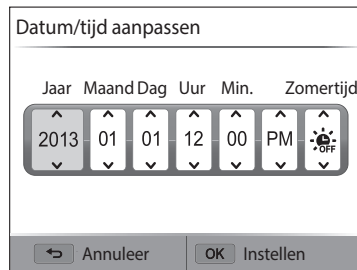 Datum/tijd aanpassen
Jaar Maand Dag Uur Min. Zomertijd
2013 01 01 12 00 PM OFF
Annuleer OK Instellen